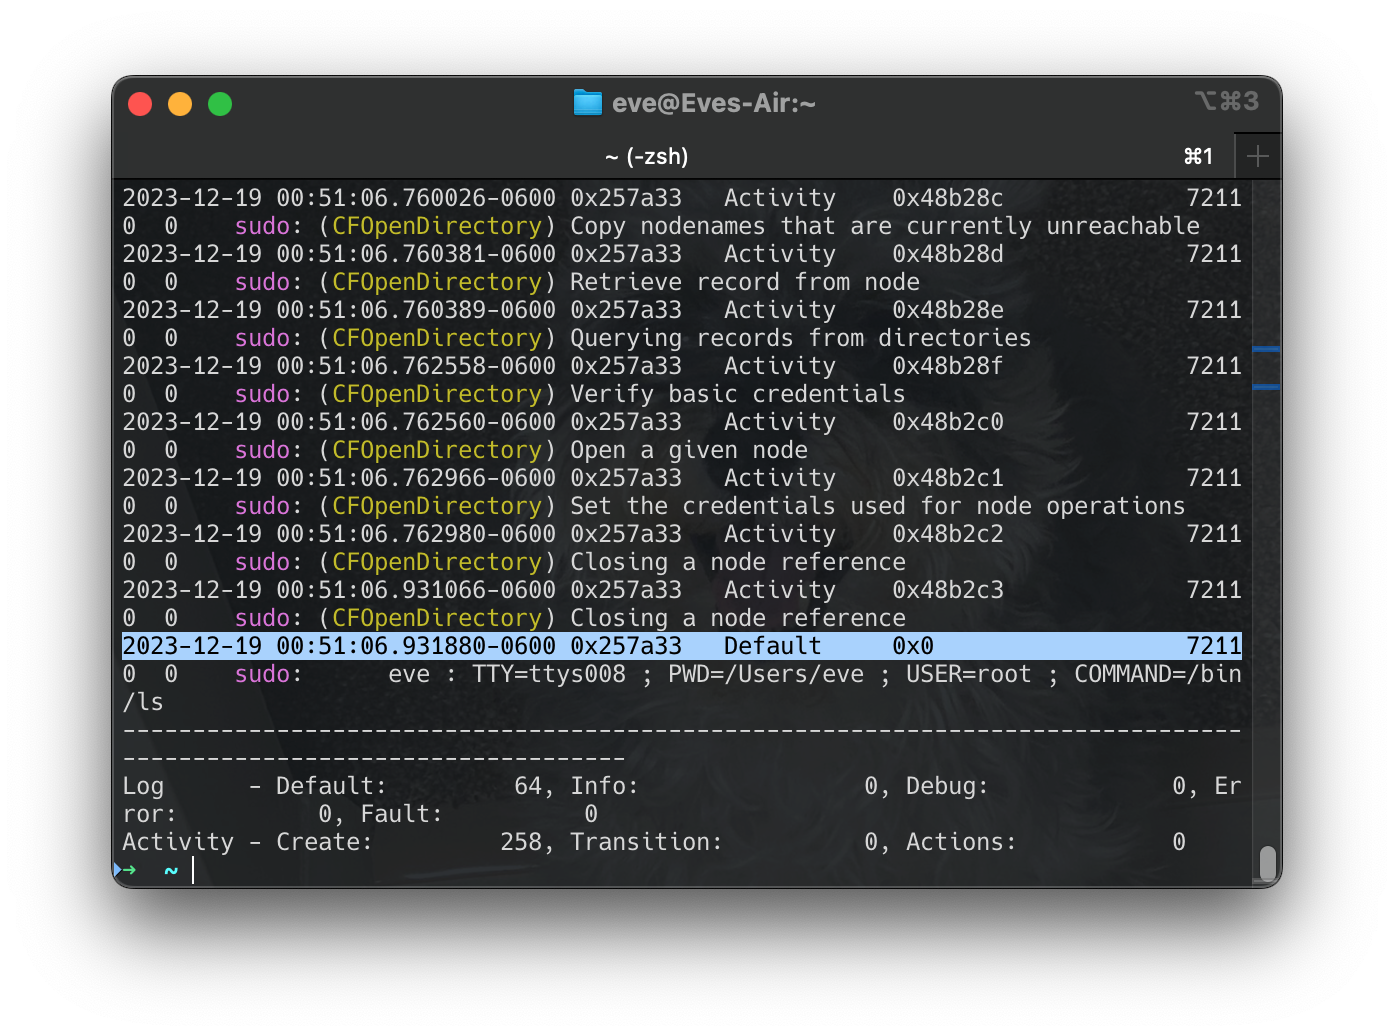 eve@Eves-Air:~
⌥⌘3
~ (-zsh)
⌘1
2023-12-19 00:51:06.760026-0600 0x257a33   Activity    0x48b28c             7211
0  0    sudo: (CFOpenDirectory) Copy nodenames that are currently unreachable
2023-12-19 00:51:06.760381-0600 0x257a33   Activity    0x48b28d             7211
0  0    sudo: (CFOpenDirectory) Retrieve record from node
2023-12-19 00:51:06.760389-0600 0x257a33   Activity    0x48b28e             7211
0  0    sudo: (CFOpenDirectory) Querying records from directories
2023-12-19 00:51:06.762558-0600 0x257a33   Activity    0x48b28f             7211
0  0    sudo: (CFOpenDirectory) Verify basic credentials
2023-12-19 00:51:06.762560-0600 0x257a33   Activity    0x48b2c0             7211
0  0    sudo: (CFOpenDirectory) Open a given node
2023-12-19 00:51:06.762966-0600 0x257a33   Activity    0x48b2c1             7211
0  0    sudo: (CFOpenDirectory) Set the credentials used for node operations
2023-12-19 00:51:06.762980-0600 0x257a33   Activity    0x48b2c2             7211
0  0    sudo: (CFOpenDirectory) Closing a node reference
2023-12-19 00:51:06.931066-0600 0x257a33   Activity    0x48b2c3             7211
0  0    sudo: (CFOpenDirectory) Closing a node reference
2023-12-19 00:51:06.931880-0600 0x257a33   Default     0x0                  7211
0  0    sudo:      eve : TTY=ttys008 ; PWD=/Users/eve ; USER=root ; COMMAND=/bin
/ls
--------------------------------------------------------------------------------
------------------------------------
Log      - Default:         64, Info:                0, Debug:             0, Er
ror:          0, Fault:          0
Activity - Create:         258, Transition:          0, Actions:           0
➜  ~